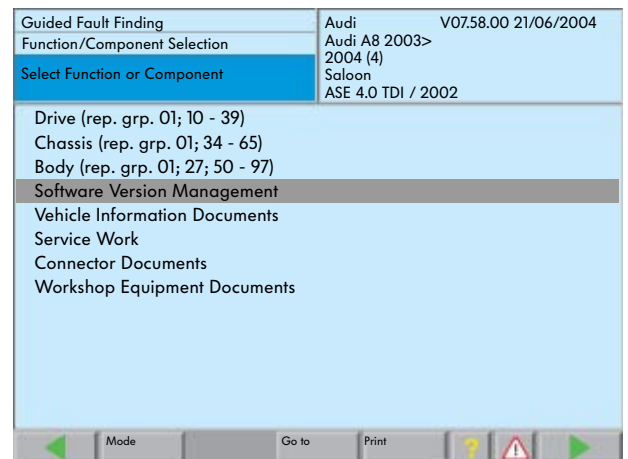 Guided Fault Finding
Function/Component Selection
Select Function or Component
Audi V07.58.00 21/06/2004
Audi A8 2003>
2004 (4)
Saloon
ASE 4.0 TDI / 2002
Drive (rep. grp. 01; 10 - 39)
Chassis (rep. grp. 01; 34 - 65)
Body (rep. grp. 01; 27; 50 - 97)
Software Version Management
Vehicle Information Documents
Service Work
Connector Documents
Workshop Equipment Documents
Mode Go to Print ? !